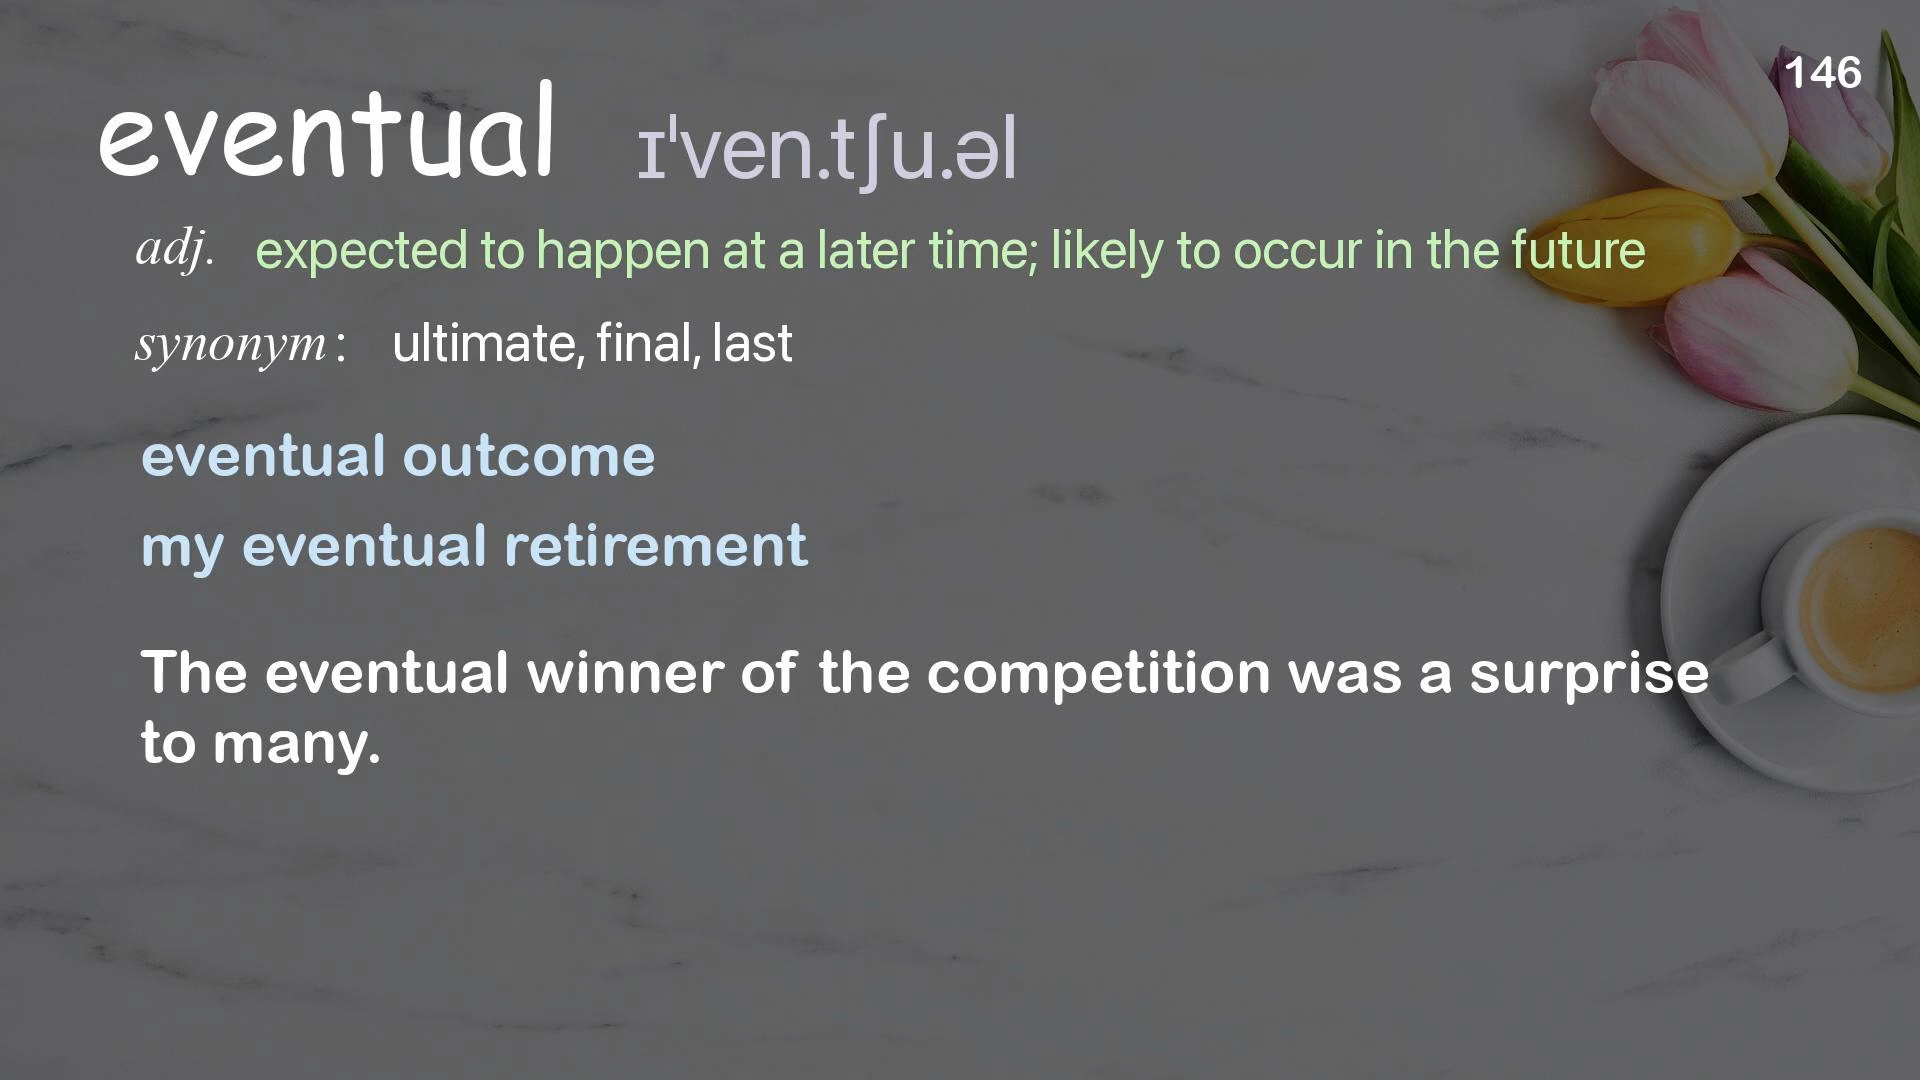 146
eventual ɪˈven.tʃu.əl
adj. expected to happen at a later time; likely to occur in the future
synonym : ultimate, final, last
eventual outcome
my eventual retirement
The eventual winner of the competition was a surprise
to many.